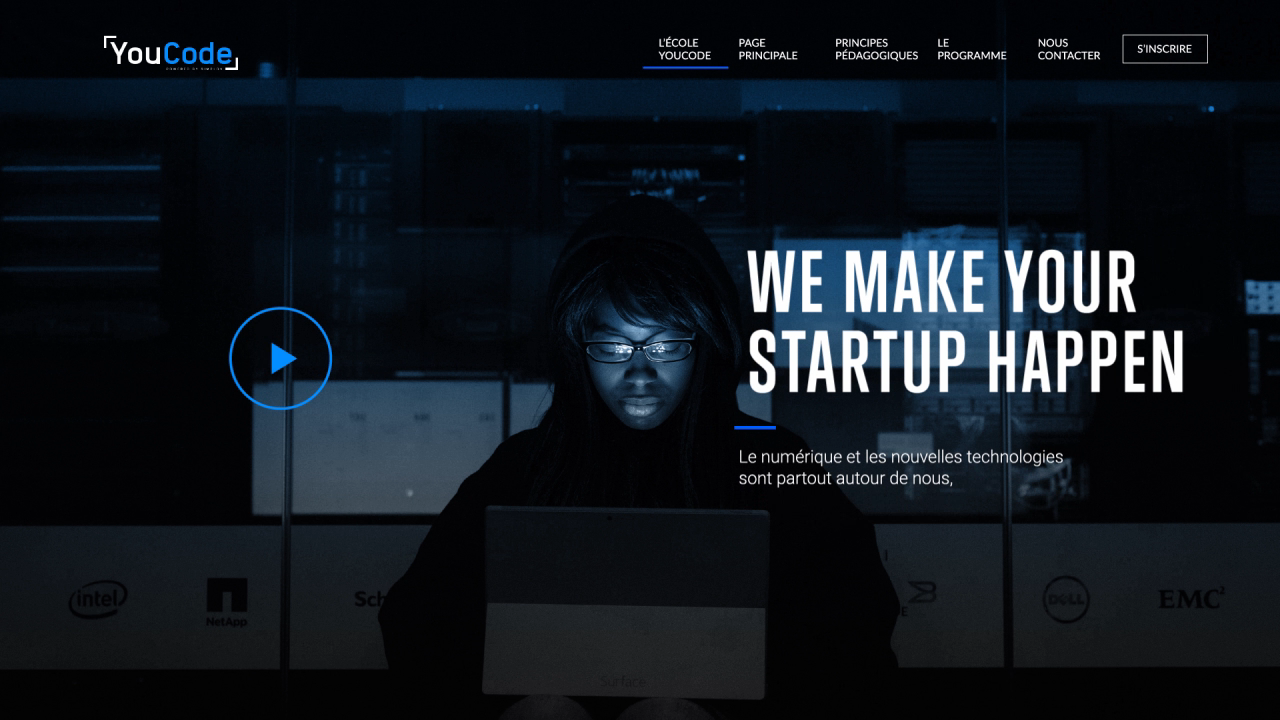 YouCode
L'ÉCOLE
YOUCODE
PAGE
PRINCIPALE
PRINCIPES
PÉDAGOGIQUES
LE
PROGRAMME
NOUS
CONTACTER
S'INSCRIRE
WE MAKE YOUR
STARTUP HAPPEN
Le numérique et les nouvelles technologies
sont partout autour de nous,
intel
NetApp
Sch
DELL
EMC²
Surface